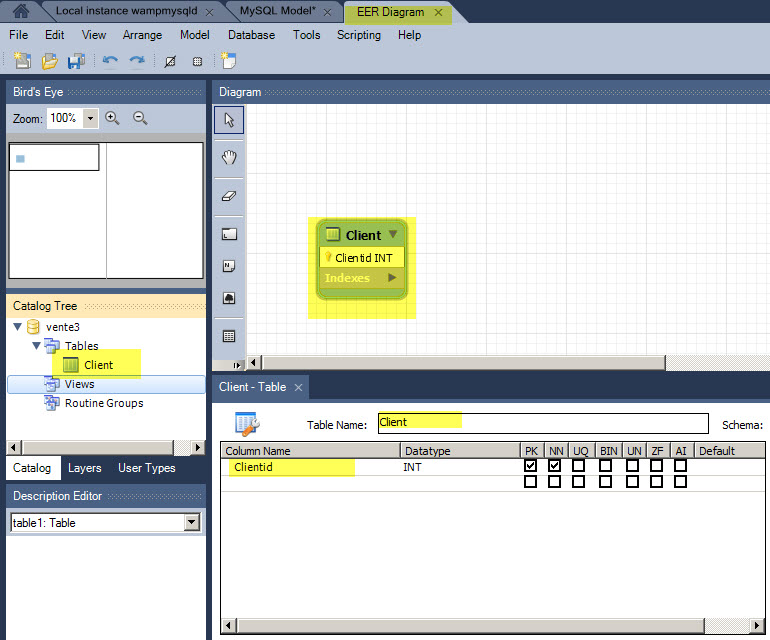 Local instance wampmysqld × MySQL Model* × EER Diagram ×
File Edit View Arrange Model Database Tools Scripting Help
Bird's Eye
Zoom: 100%
Diagram
Client
Clientid INT
Indexes
Catalog Tree
vente3
Tables
Client
Views
Routine Groups
Catalog Layers User Types
Description Editor
table1: Table
Client - Table ×
Table Name: Client Schema:
Column Name Datatype PK NN UQ BIN UN ZF AI Default
Clientid INT